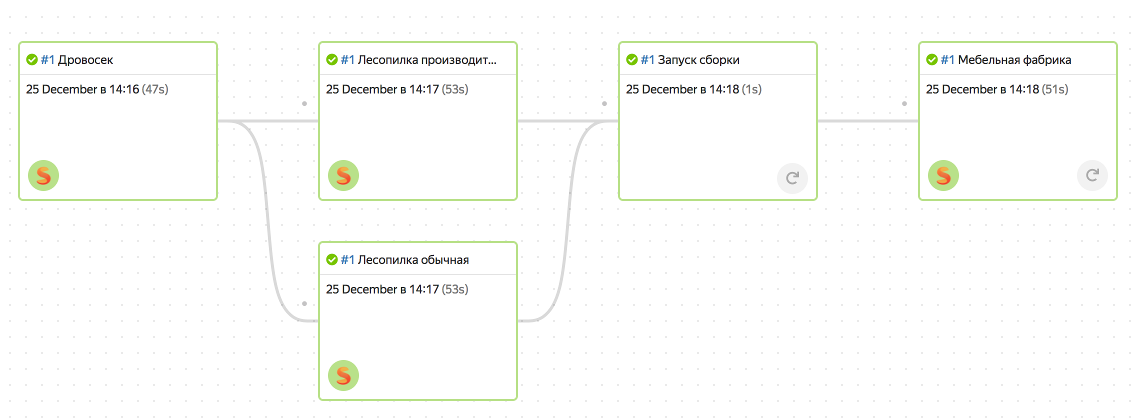 #1 Дровосек
25 December в 14:16 (47s)
#1 Лесопилка производит...
25 December в 14:17 (53s)
#1 Запуск сборки
25 December в 14:18 (1s)
#1 Мебельная фабрика
25 December в 14:18 (51s)
#1 Лесопилка обычная
25 December в 14:17 (53s)